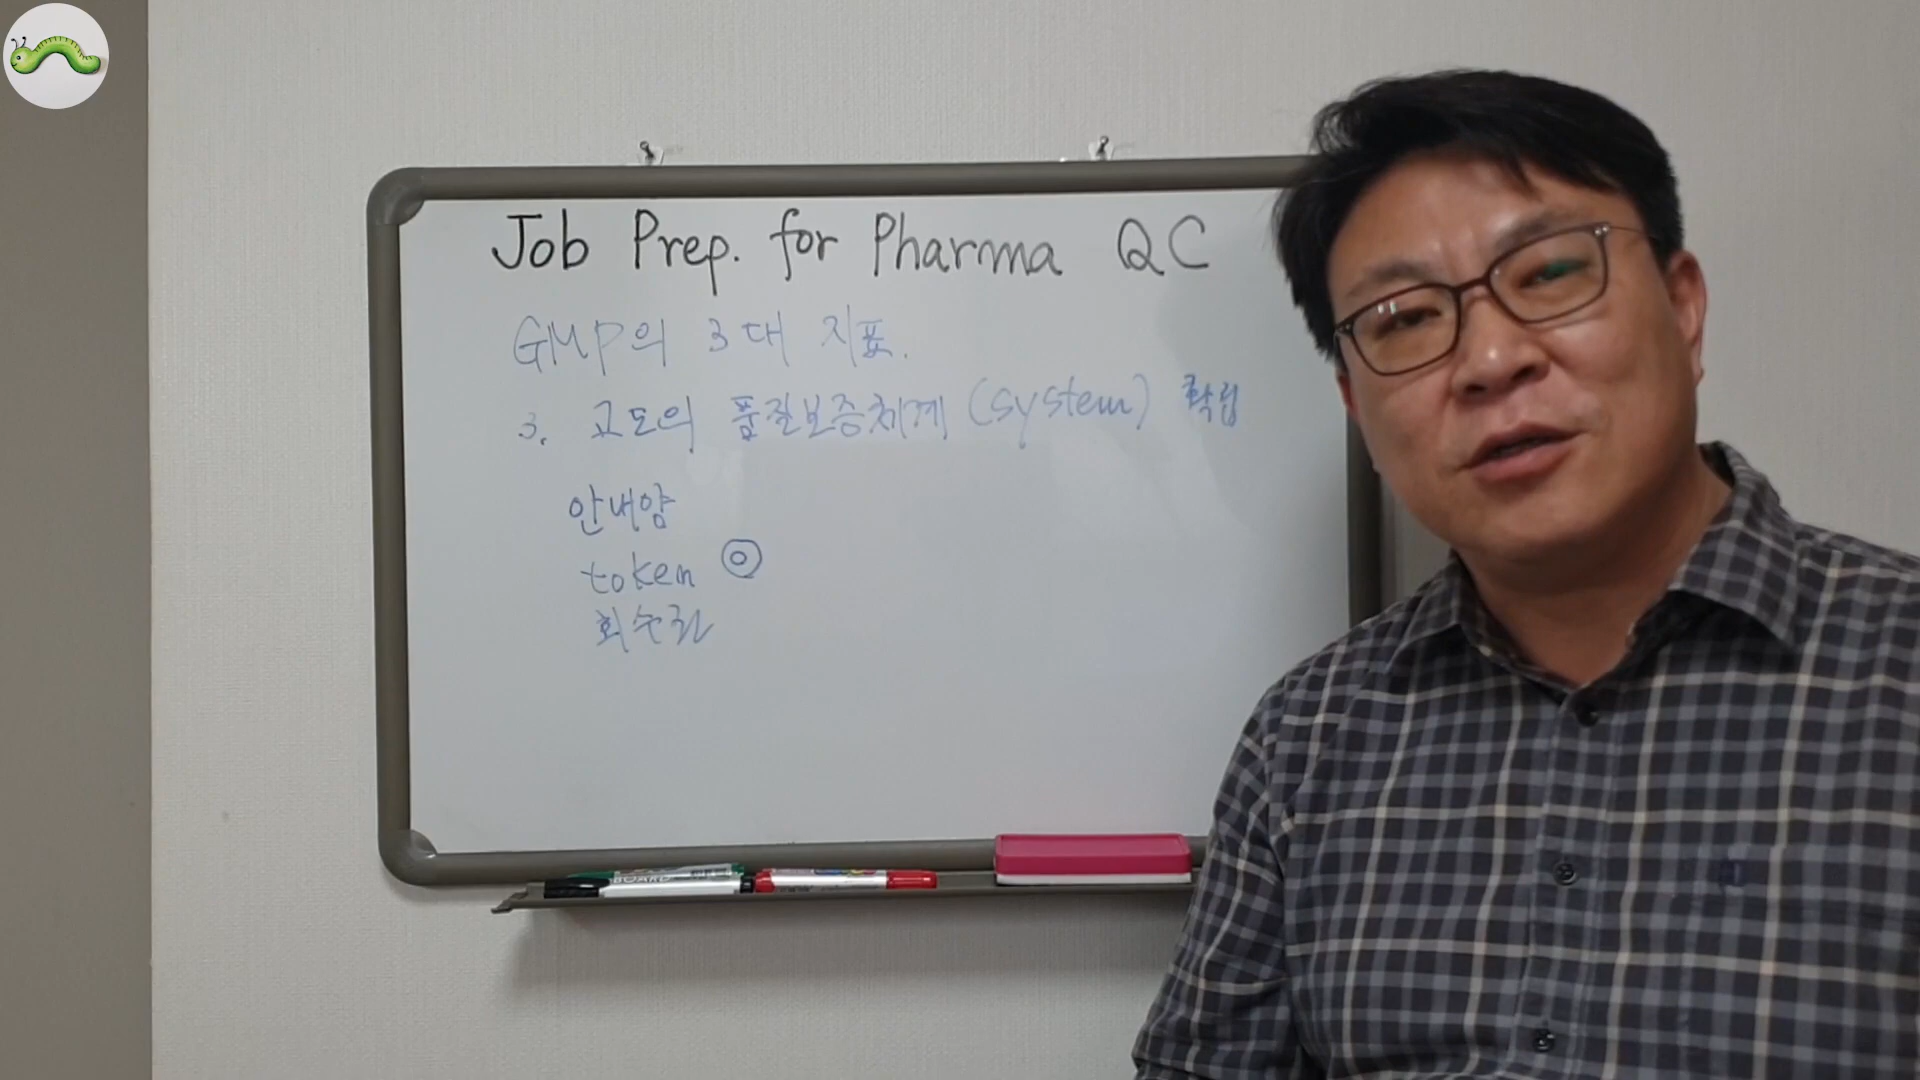 Job Prep. for Pharma QC
GMP의 3대 지표.
3. 고도의 품질보증체계 (system) 확립
안내양
token ◎
회수권
BOARD